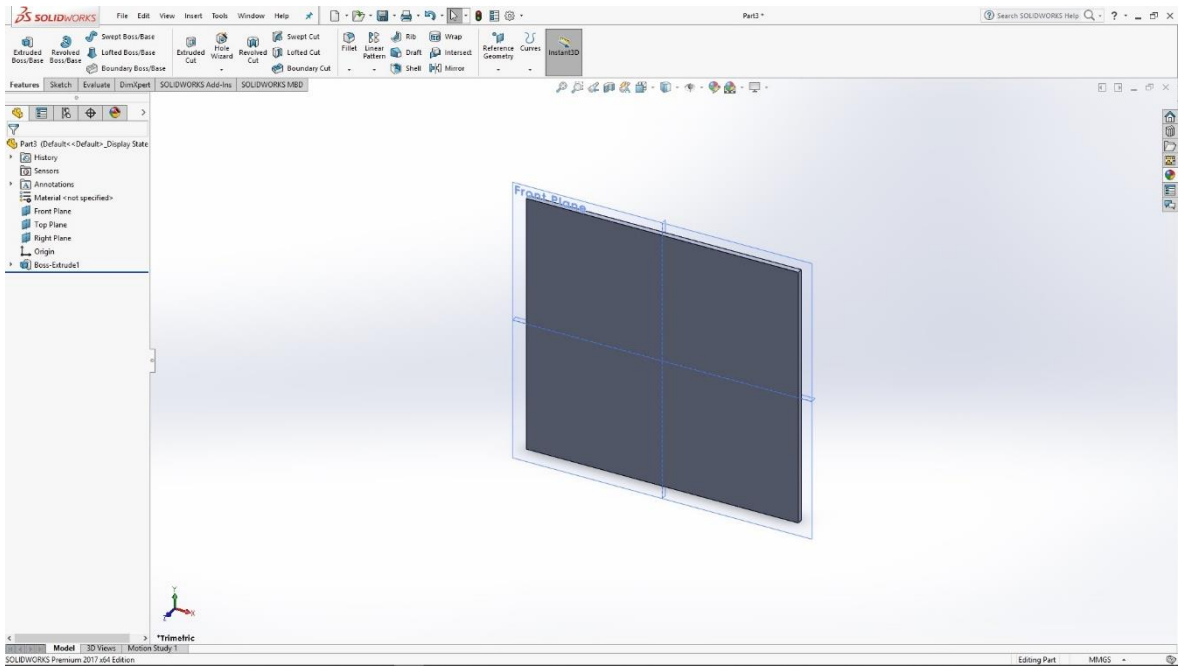 SOLIDWORKS File Edit View Insert Tools Window Help Part3 * Search SOLIDWORKS Help ?
Extruded Boss/Base
Revolved Boss/Base
Swept Boss/Base
Lofted Boss/Base
Boundary Boss/Base
Extruded Cut
Hole Wizard
Revolved Cut
Swept Cut
Lofted Cut
Boundary Cut
Fillet
Linear Pattern
Rib
Draft
Shell
Wrap
Intersect
Mirror
Reference Geometry
Curves
Instant3D
Features Sketch Evaluate DimXpert SOLIDWORKS Add-Ins SOLIDWORKS MBD
Part3 (Default<<Default>_Display State
History
Sensors
A Annotations
Material <not specified>
Front Plane
Top Plane
Right Plane
Origin
Boss-Extrude1
Front Plane
Y
X
Z
*Trimetric
Model 3D Views Motion Study 1
SOLIDWORKS Premium 2017 x64 Edition Editing Part MMGS